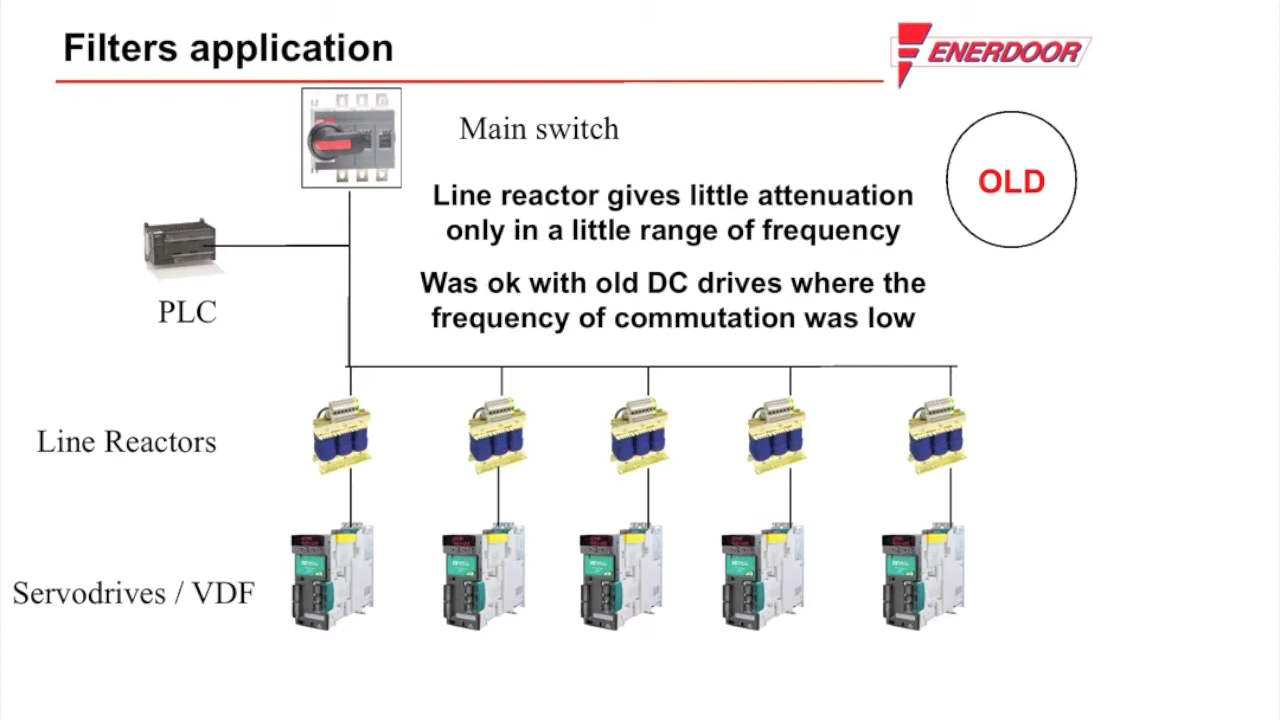 Filters application
ENERDOOR
Main switch
OLD
Line reactor gives little attenuation
only in a little range of frequency
Was ok with old DC drives where the
frequency of commutation was low
PLC
Line Reactors
Servodrives / VDF